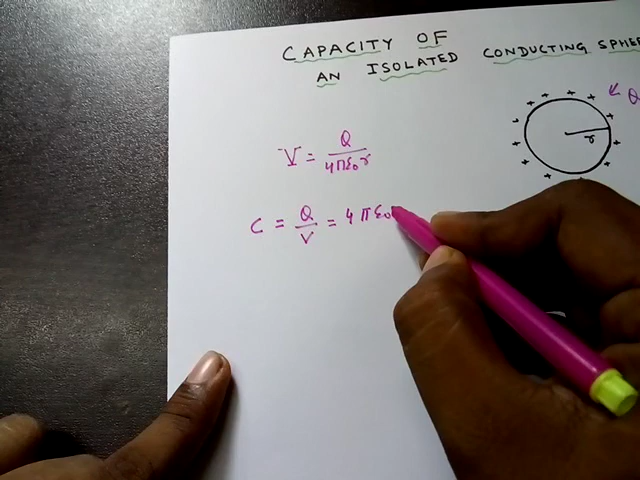 CAPACITY OF
AN ISOLATED CONDUCTING SPHE
+ + + + + + + + + + + Q
r
V = Q / 4πε₀r
C = Q / V = 4πε₀